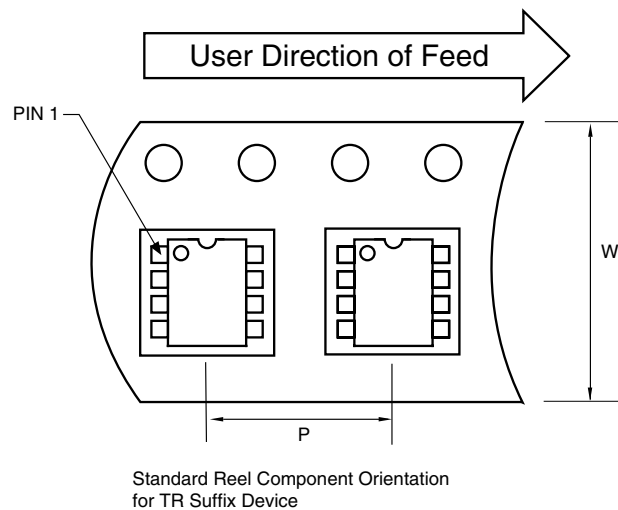 User Direction of Feed
PIN 1
W
P
Standard Reel Component Orientation
for TR Suffix Device